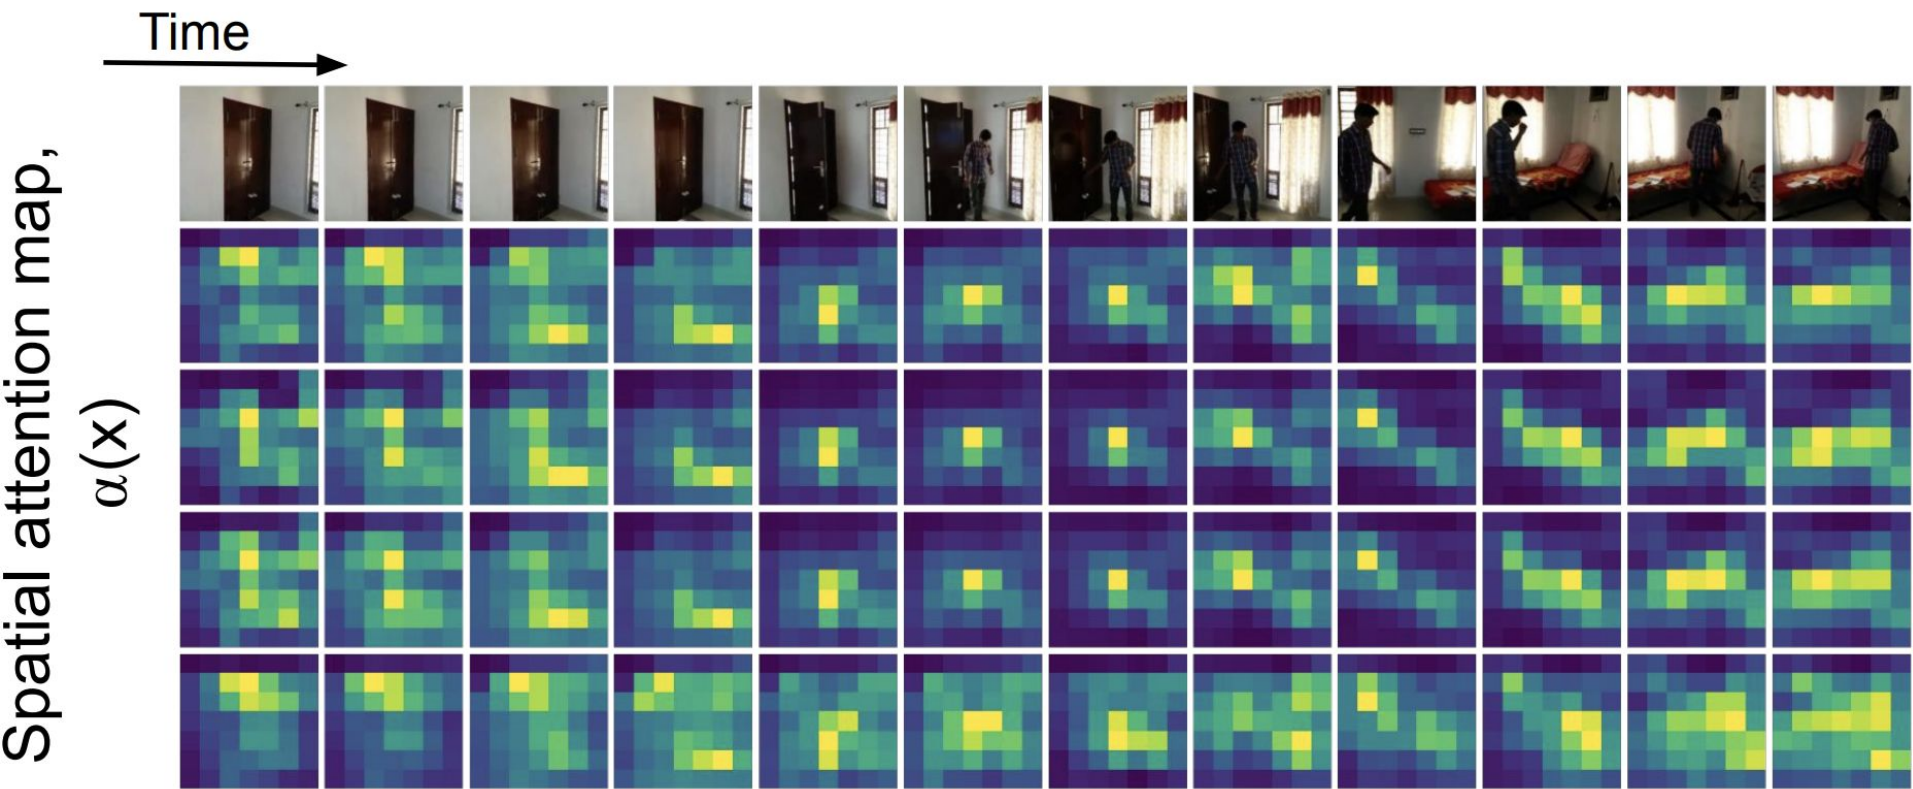 Time
Spatial attention map,
α(x)